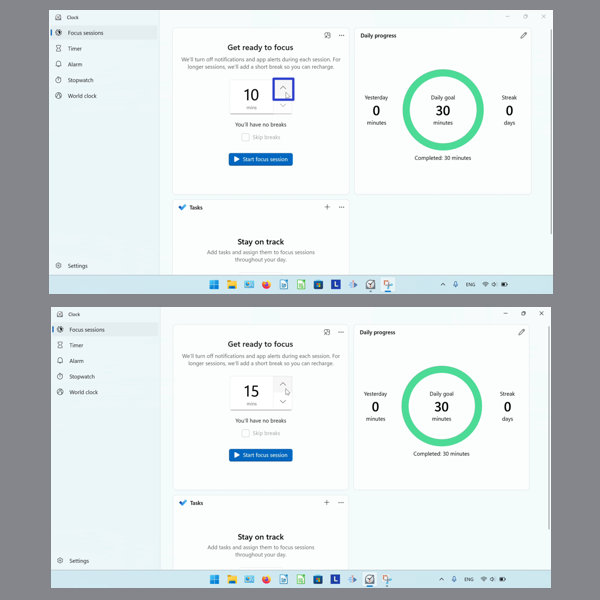 Clock
Focus sessions
Timer
Alarm
Stopwatch
World clock
Settings
Get ready to focus
We'll turn off notifications and app alerts during each session. For
longer sessions, we'll add a short break so you can recharge.
10
mins
You'll have no breaks
Skip breaks
Start focus session
Tasks
Stay on track
Add tasks and assign them to focus sessions
throughout your day.
Daily progress
Yesterday
0
minutes
Daily goal
30
minutes
Streak
0
days
Completed: 30 minutes
L
ENG
Clock
Focus sessions
Timer
Alarm
Stopwatch
World clock
Settings
Get ready to focus
We'll turn off notifications and app alerts during each session. For
longer sessions, we'll add a short break so you can recharge.
15
mins
You'll have no breaks
Skip breaks
Start focus session
Tasks
Stay on track
Add tasks and assign them to focus sessions
throughout your day.
Daily progress
Yesterday
0
minutes
Daily goal
30
minutes
Streak
0
days
Completed: 30 minutes
L
ENG